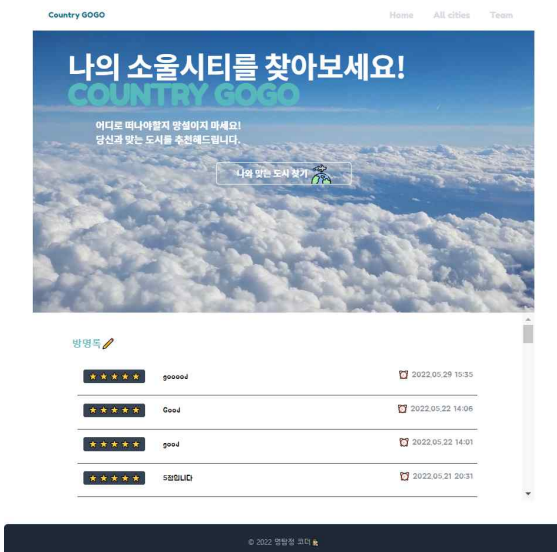 Country GOGO
Home All cities Team
나의 소울시티를 찾아보세요!
COUNTRY GOGO
어디로 떠나야할지 망설이지 마세요!
당신과 맞는 도시를 추천해드립니다.
나와 맞는 도시 찾기
방명록
gooood 2022.05.29 15:35
Good 2022.05.22 14:06
good 2022.05.22 14:01
5점입니다 2022.05.21 20:31
© 2022 명탐정 코더